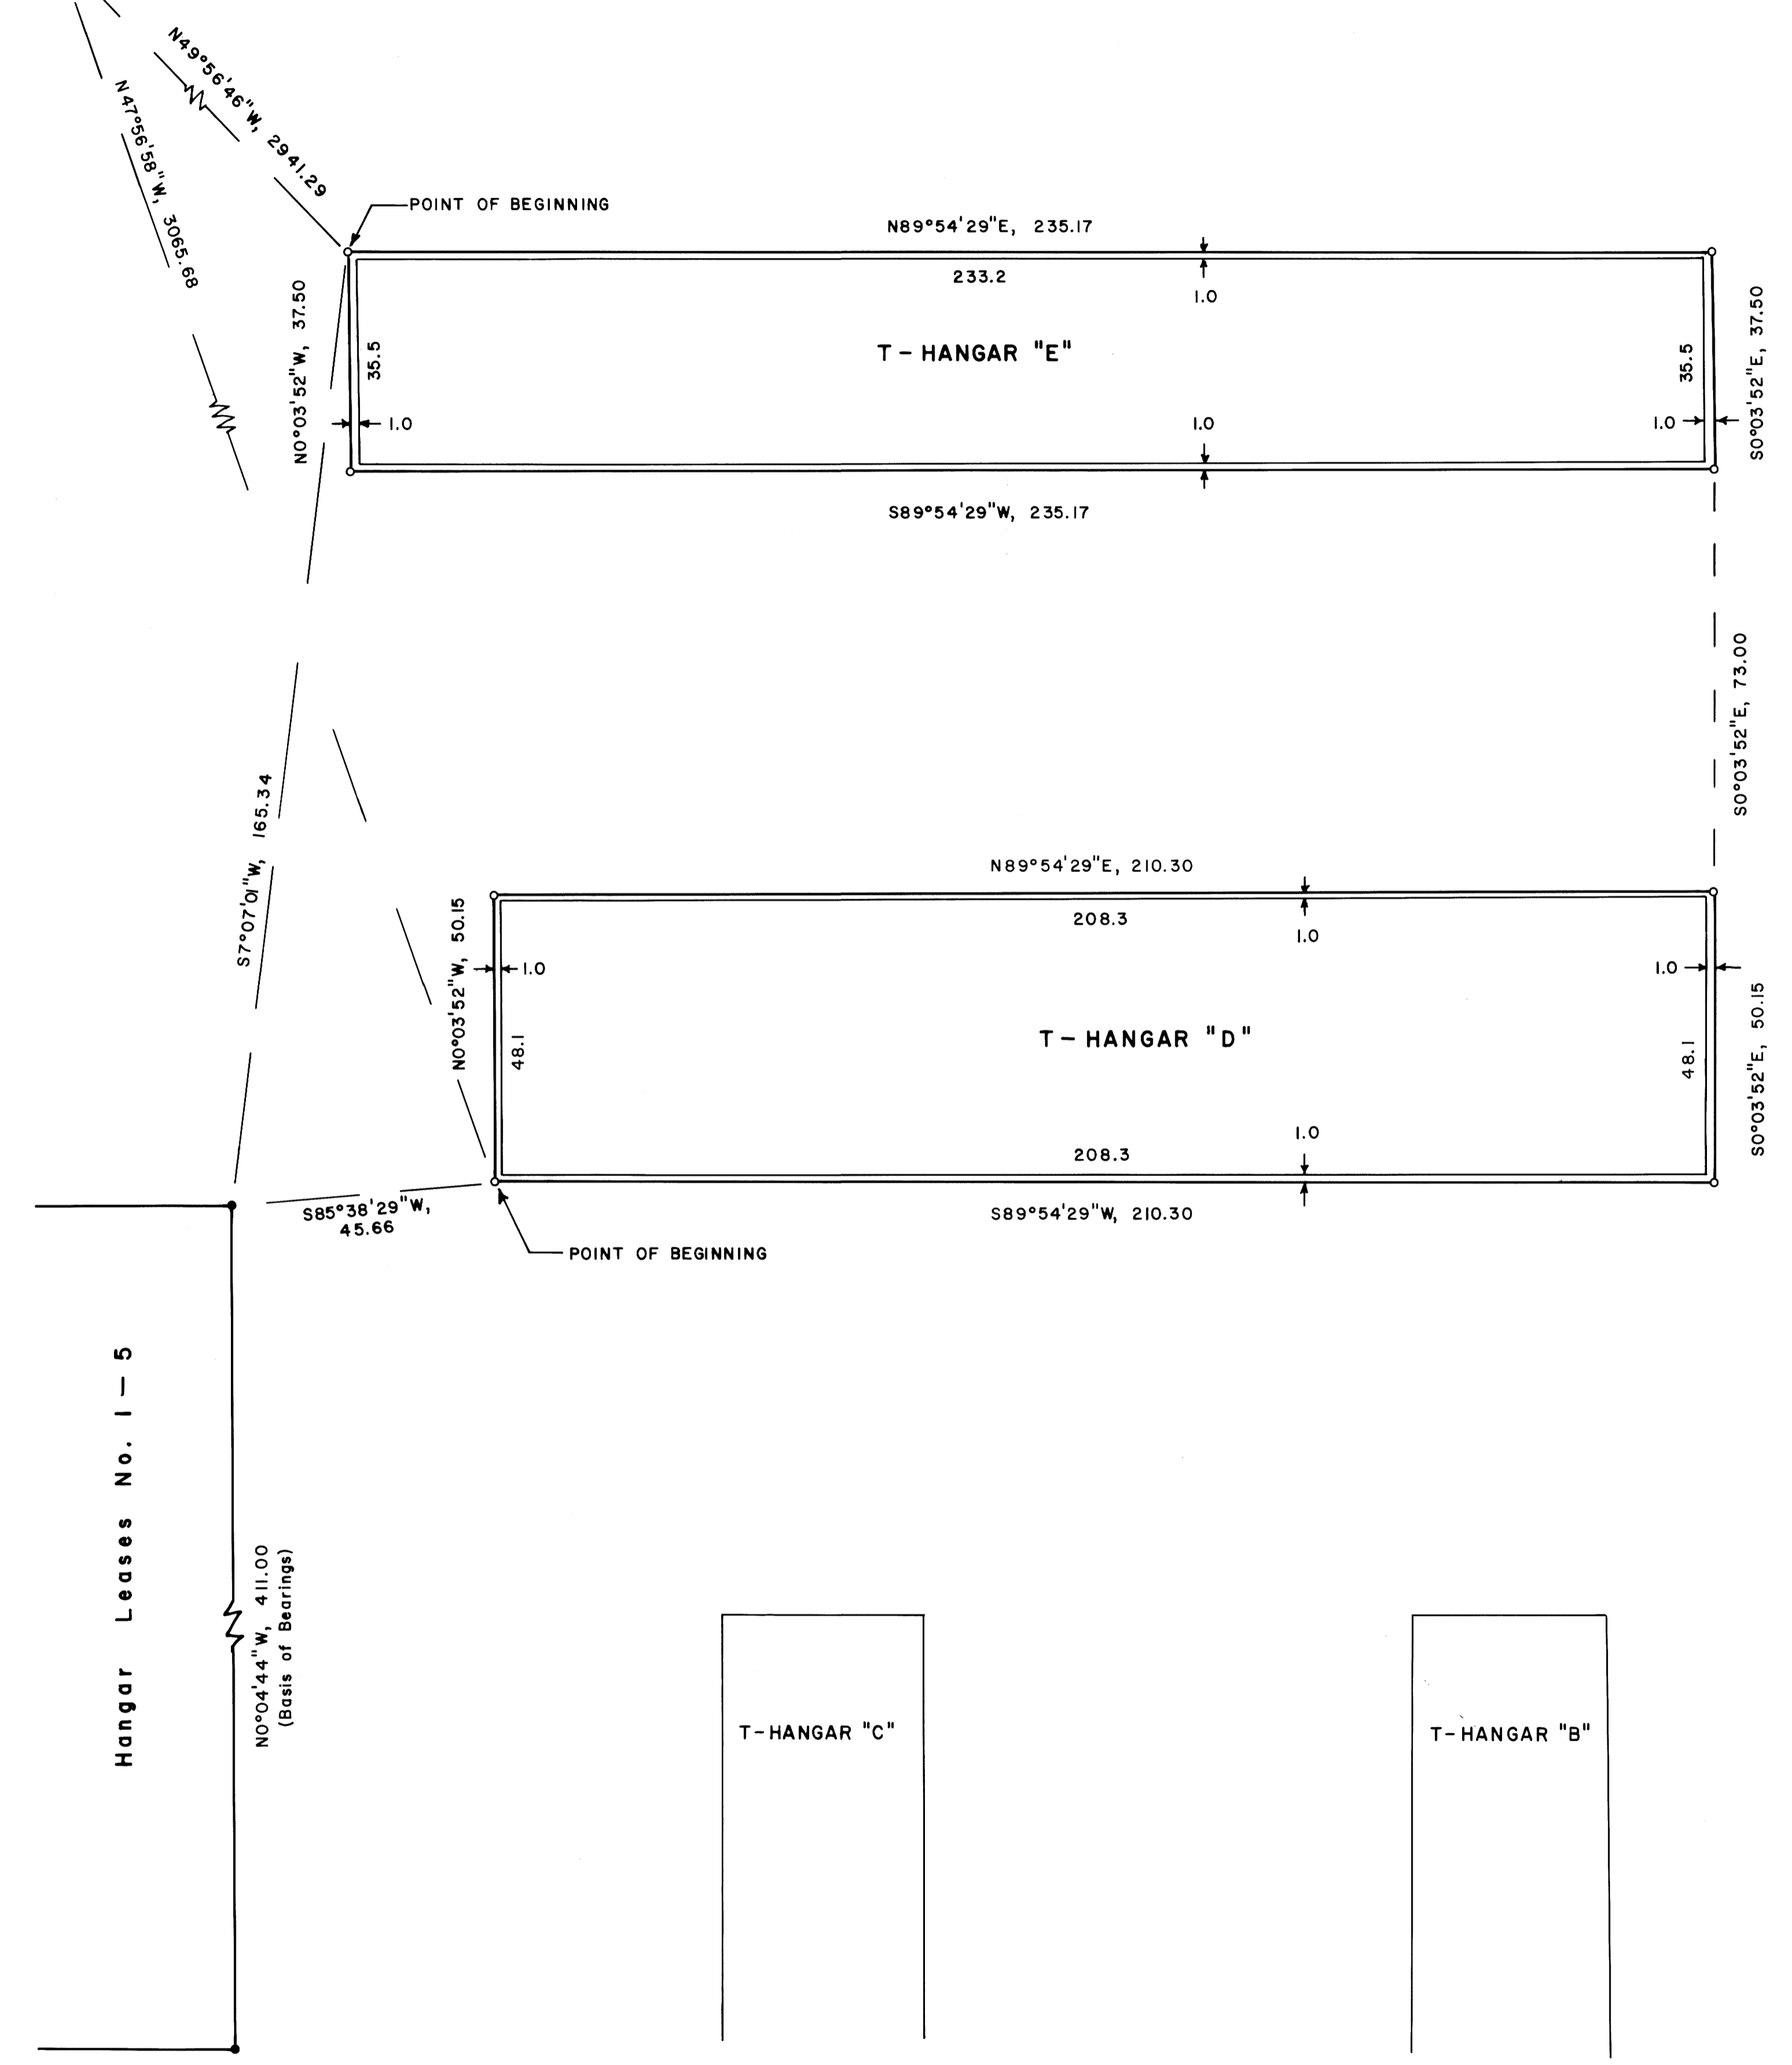 N49°56'46"W, 2941.29
N47°56'58"W, 3065.68
POINT OF BEGINNING
N89°54'29"E, 235.17
233.2
1.0
N0°03'52"W, 37.50
35.5
T-HANGAR "E"
35.5
S0°03'52"E, 37.50
1.0
1.0
1.0
S89°54'29"W, 235.17
S0°03'52"E, 73.00
S7°07'01"W, 165.34
N89°54'29"E, 210.30
208.3
1.0
N0°03'52"W, 50.15
1.0
1.0
T-HANGAR "D"
48.1
48.1
S0°03'52"E, 50.15
1.0
208.3
S85°38'29"W,
45.66
S89°54'29"W, 210.30
POINT OF BEGINNING
Hangar Leases No. 1-5
N0°04'44"W, 411.00
(Basis of Bearings)
T-HANGAR "C"
T-HANGAR "B"